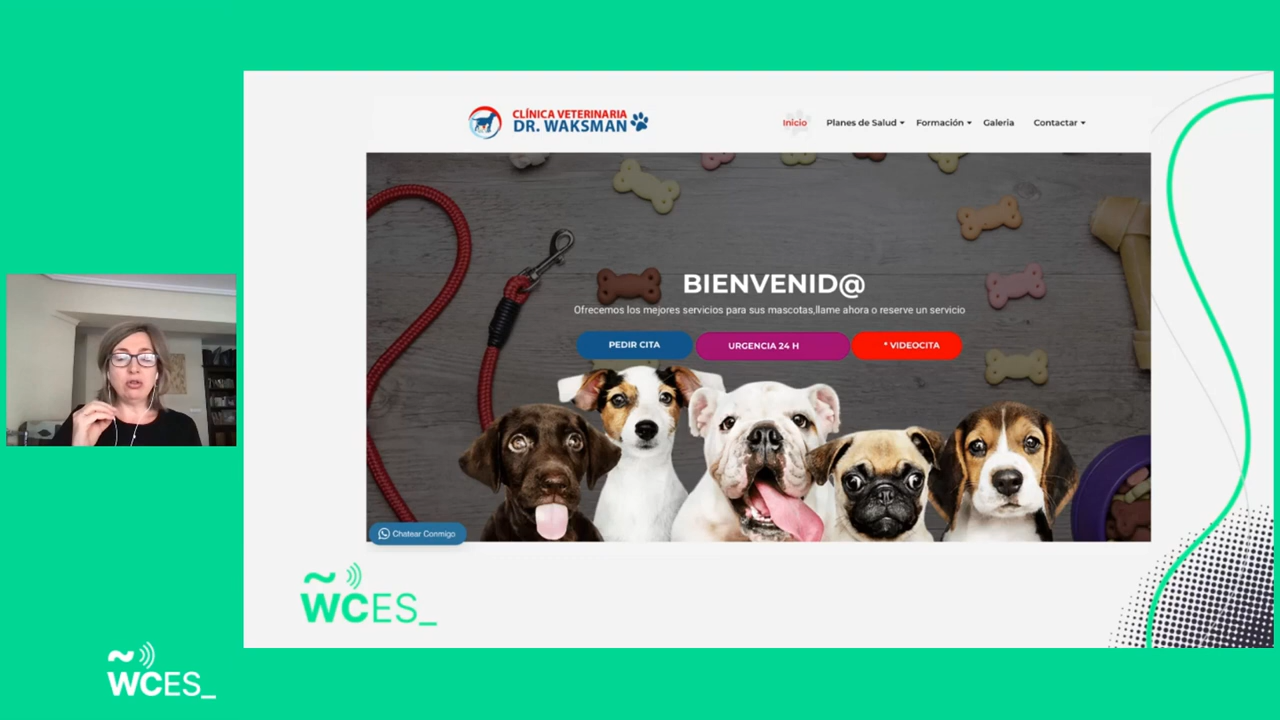 CLÍNICA VETERINARIA
DR. WAKSMAN
Inicio
Planes de Salud
Formación
Galeria
Contactar
BIENVENID@
Ofrecemos los mejores servicios para sus mascotas,llame ahora o reserve un servicio
PEDIR CITA
URGENCIA 24 H
* VIDEOCITA
Chatear Conmigo
WCES_
WCES_